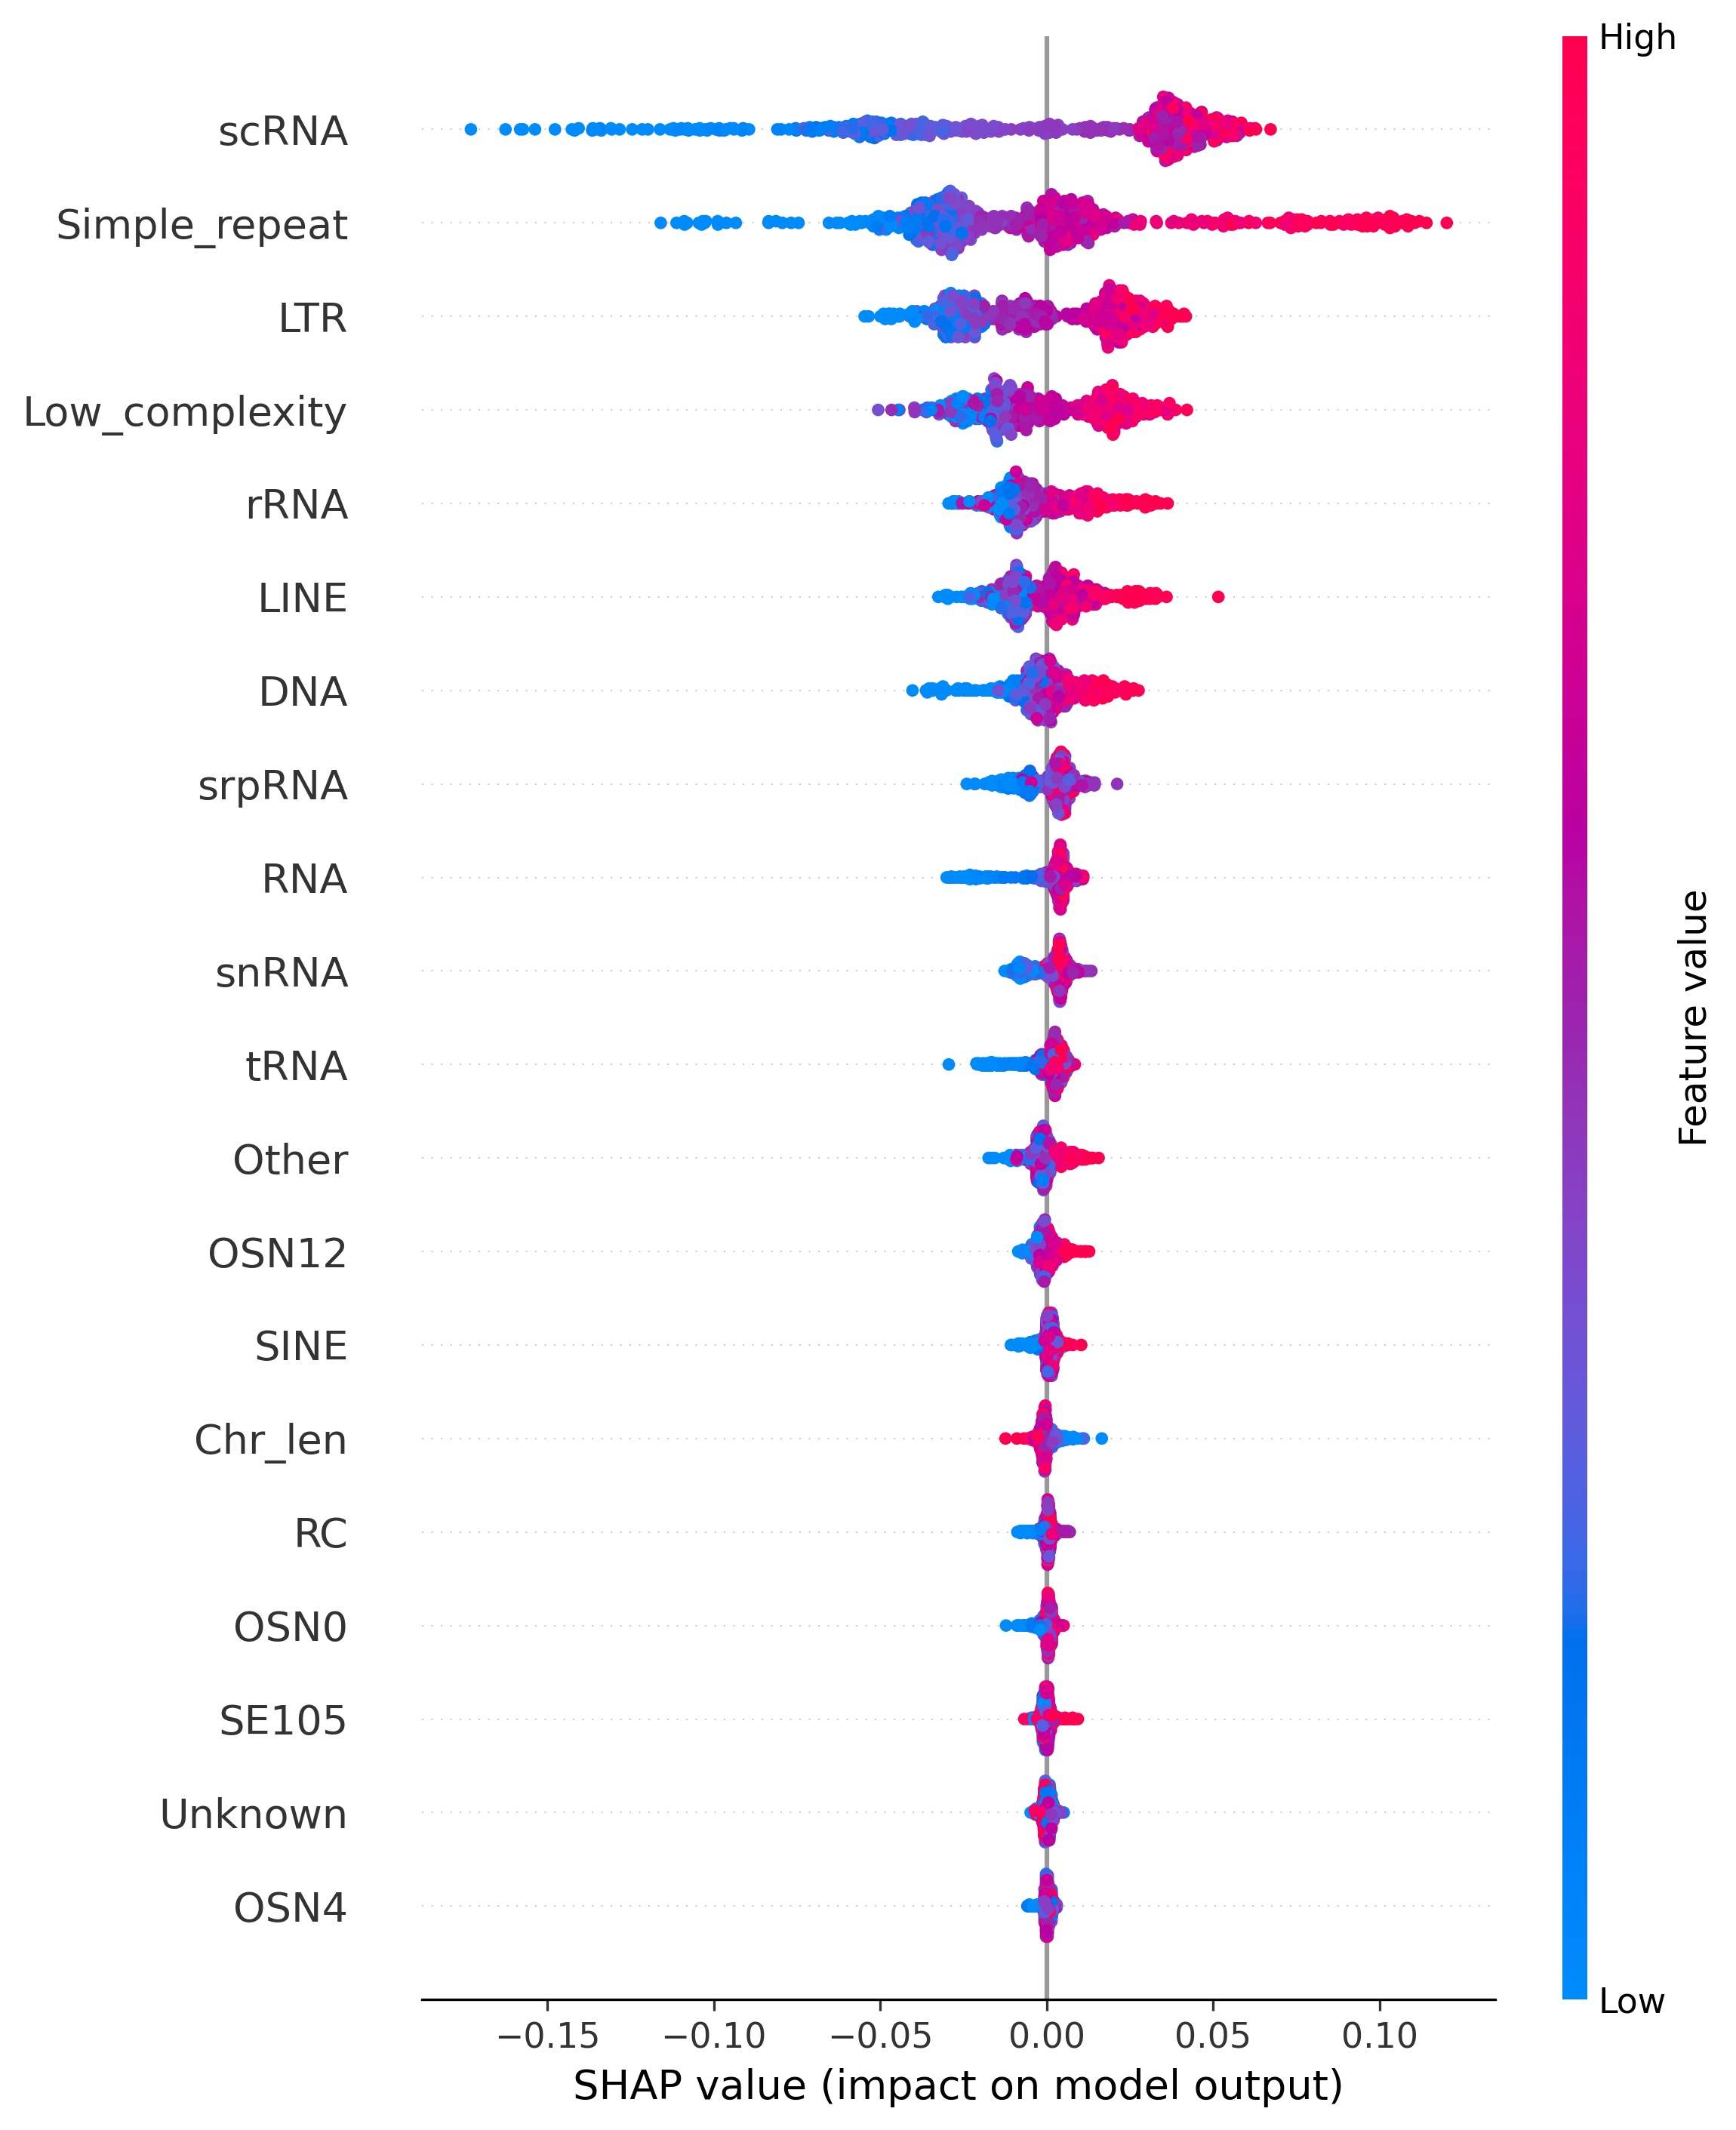 High
scRNA
Simple_repeat
LTR
Low_complexity
rRNA
LINE
DNA
srpRNA
RNA
snRNA
tRNA
Other
OSN12
SINE
Chr_len
RC
OSN0
SE105
Unknown
OSN4
Feature value
Low
−0.15 −0.10 −0.05 0.00 0.05 0.10
SHAP value (impact on model output)